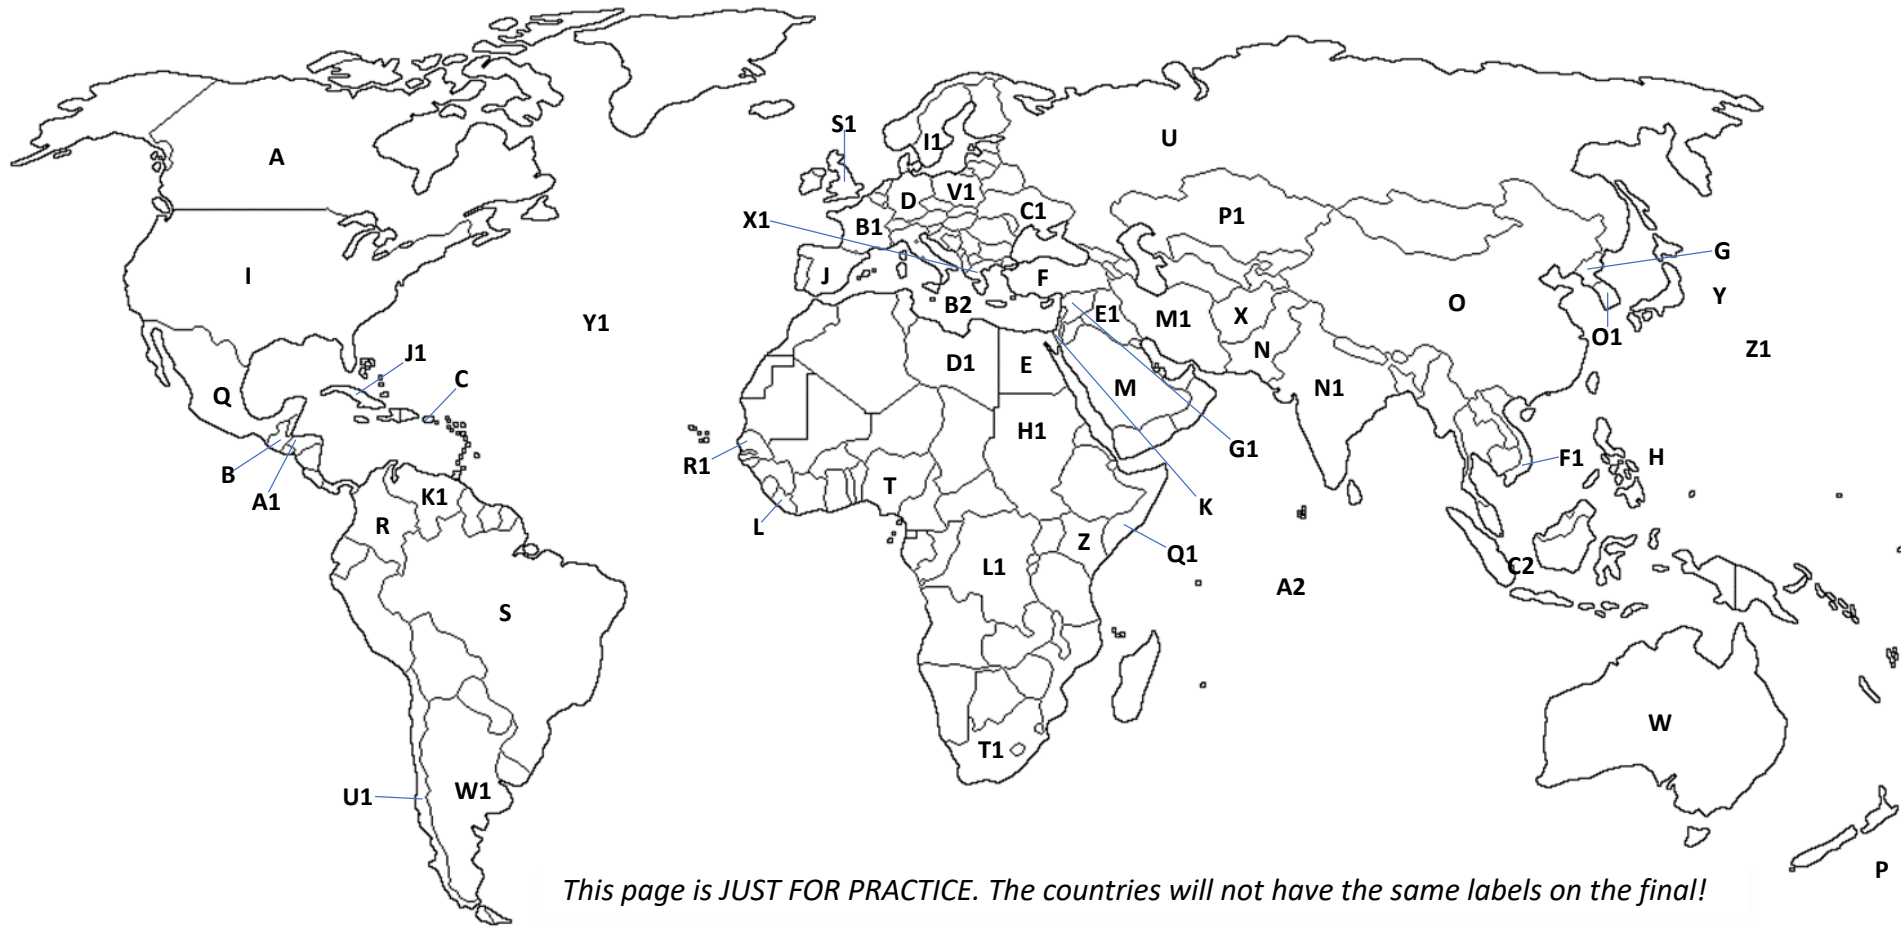 S1
U
I1
A
V1
D
C1
P1
X1
B1
G
I
J
F
Y
B2
E1
M1
X
O
Y1
O1
J1
D1
E
N
Z1
C
M
N1
Q
H1
G1
R1
F1
H
B
T
K1
A1
K
L
R
Z
Q1
L1
C2
A2
S
W
T1
W1
U1
P
This page is JUST FOR PRACTICE. The countries will not have the same labels on the final!